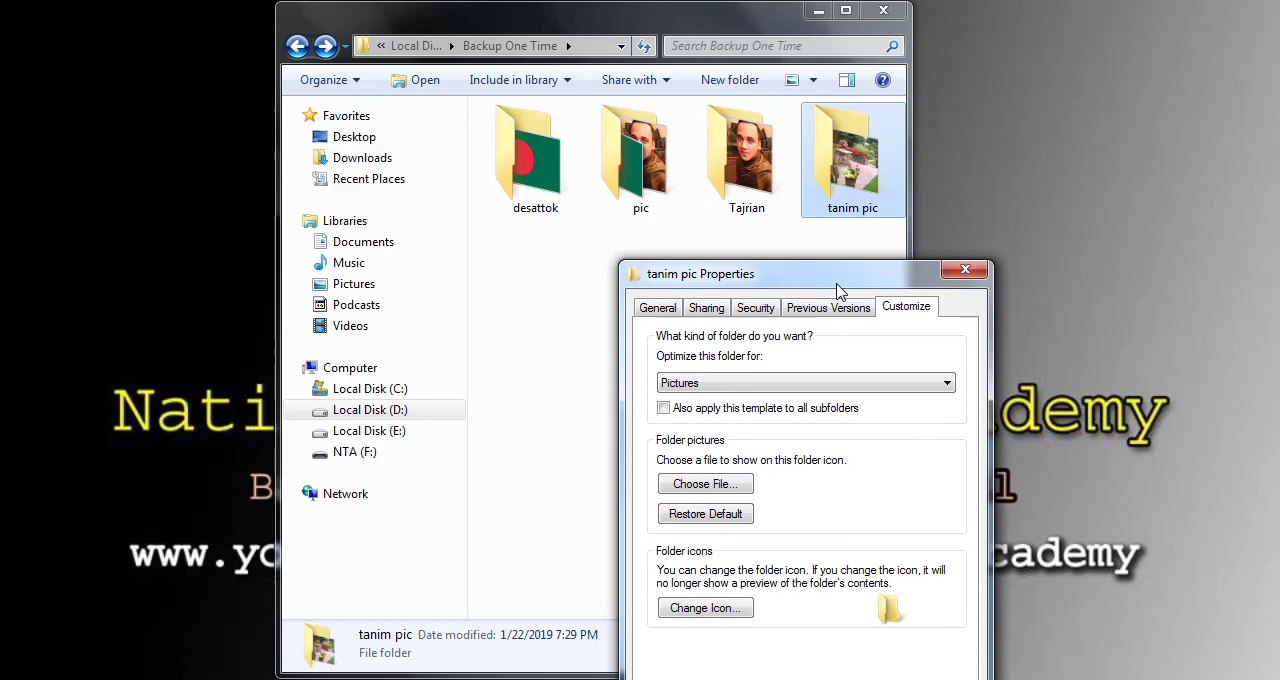 « Local Di... Backup One Time
Search Backup One Time
Organize Open Include in library Share with New folder
Favorites
Desktop
Downloads
Recent Places
Libraries
Documents
Music
Pictures
Podcasts
Videos
Computer
Local Disk (C:)
Local Disk (D:)
Local Disk (E:)
NTA (F:)
Network
desattok pic Tajrian tanim pic
tanim pic Properties
General Sharing Security Previous Versions Customize
What kind of folder do you want?
Optimize this folder for:
Pictures
Also apply this template to all subfolders
Folder pictures
Choose a file to show on this folder icon.
Choose File...
Restore Default
Folder icons
You can change the folder icon. If you change the icon, it will
no longer show a preview of the folder's contents.
Change Icon...
tanim pic Date modified: 1/22/2019 7:29 PM
File folder